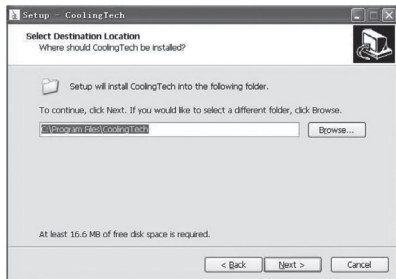 Setup - CoolingTech
Select Destination Location
Where should CoolingTech be installed?
Setup will install CoolingTech into the following folder.
To continue, click Next. If you would like to select a different folder, click Browse.
C:\Program Files\CoolingTech
Browse...
At least 16.6 MB of free disk space is required.
< Back
Next >
Cancel